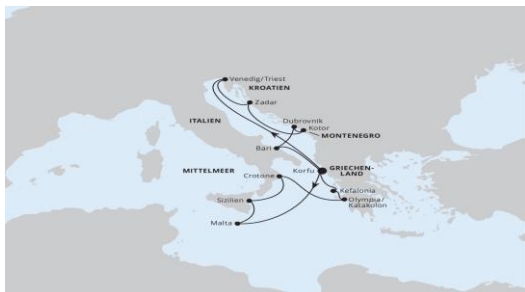 Venedig/Triest
KROATIEN
Zadar
ITALIEN
Dubrovnik
Kotor
MONTENEGRO
Bari
MITTELMEER
Korfu
GRIECHEN-
LAND
Crotone
Kefalonia
Sizilien
Olympia/
Katakolon
Malta